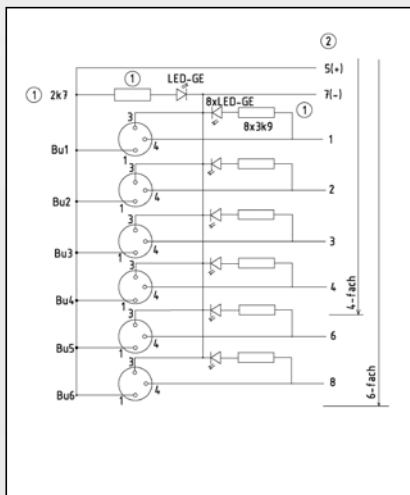 ②
5(+)
LED-GE
① 2k7 ① 7(-)
8xLED-GE ①
3 8x3k9
Bu1 1 4 1
3
Bu2 1 4 2
3
Bu3 1 4 3
3
Bu4 1 4 4
4-fach
3
Bu5 1 4 6
3
Bu6 1 4 8
6-fach